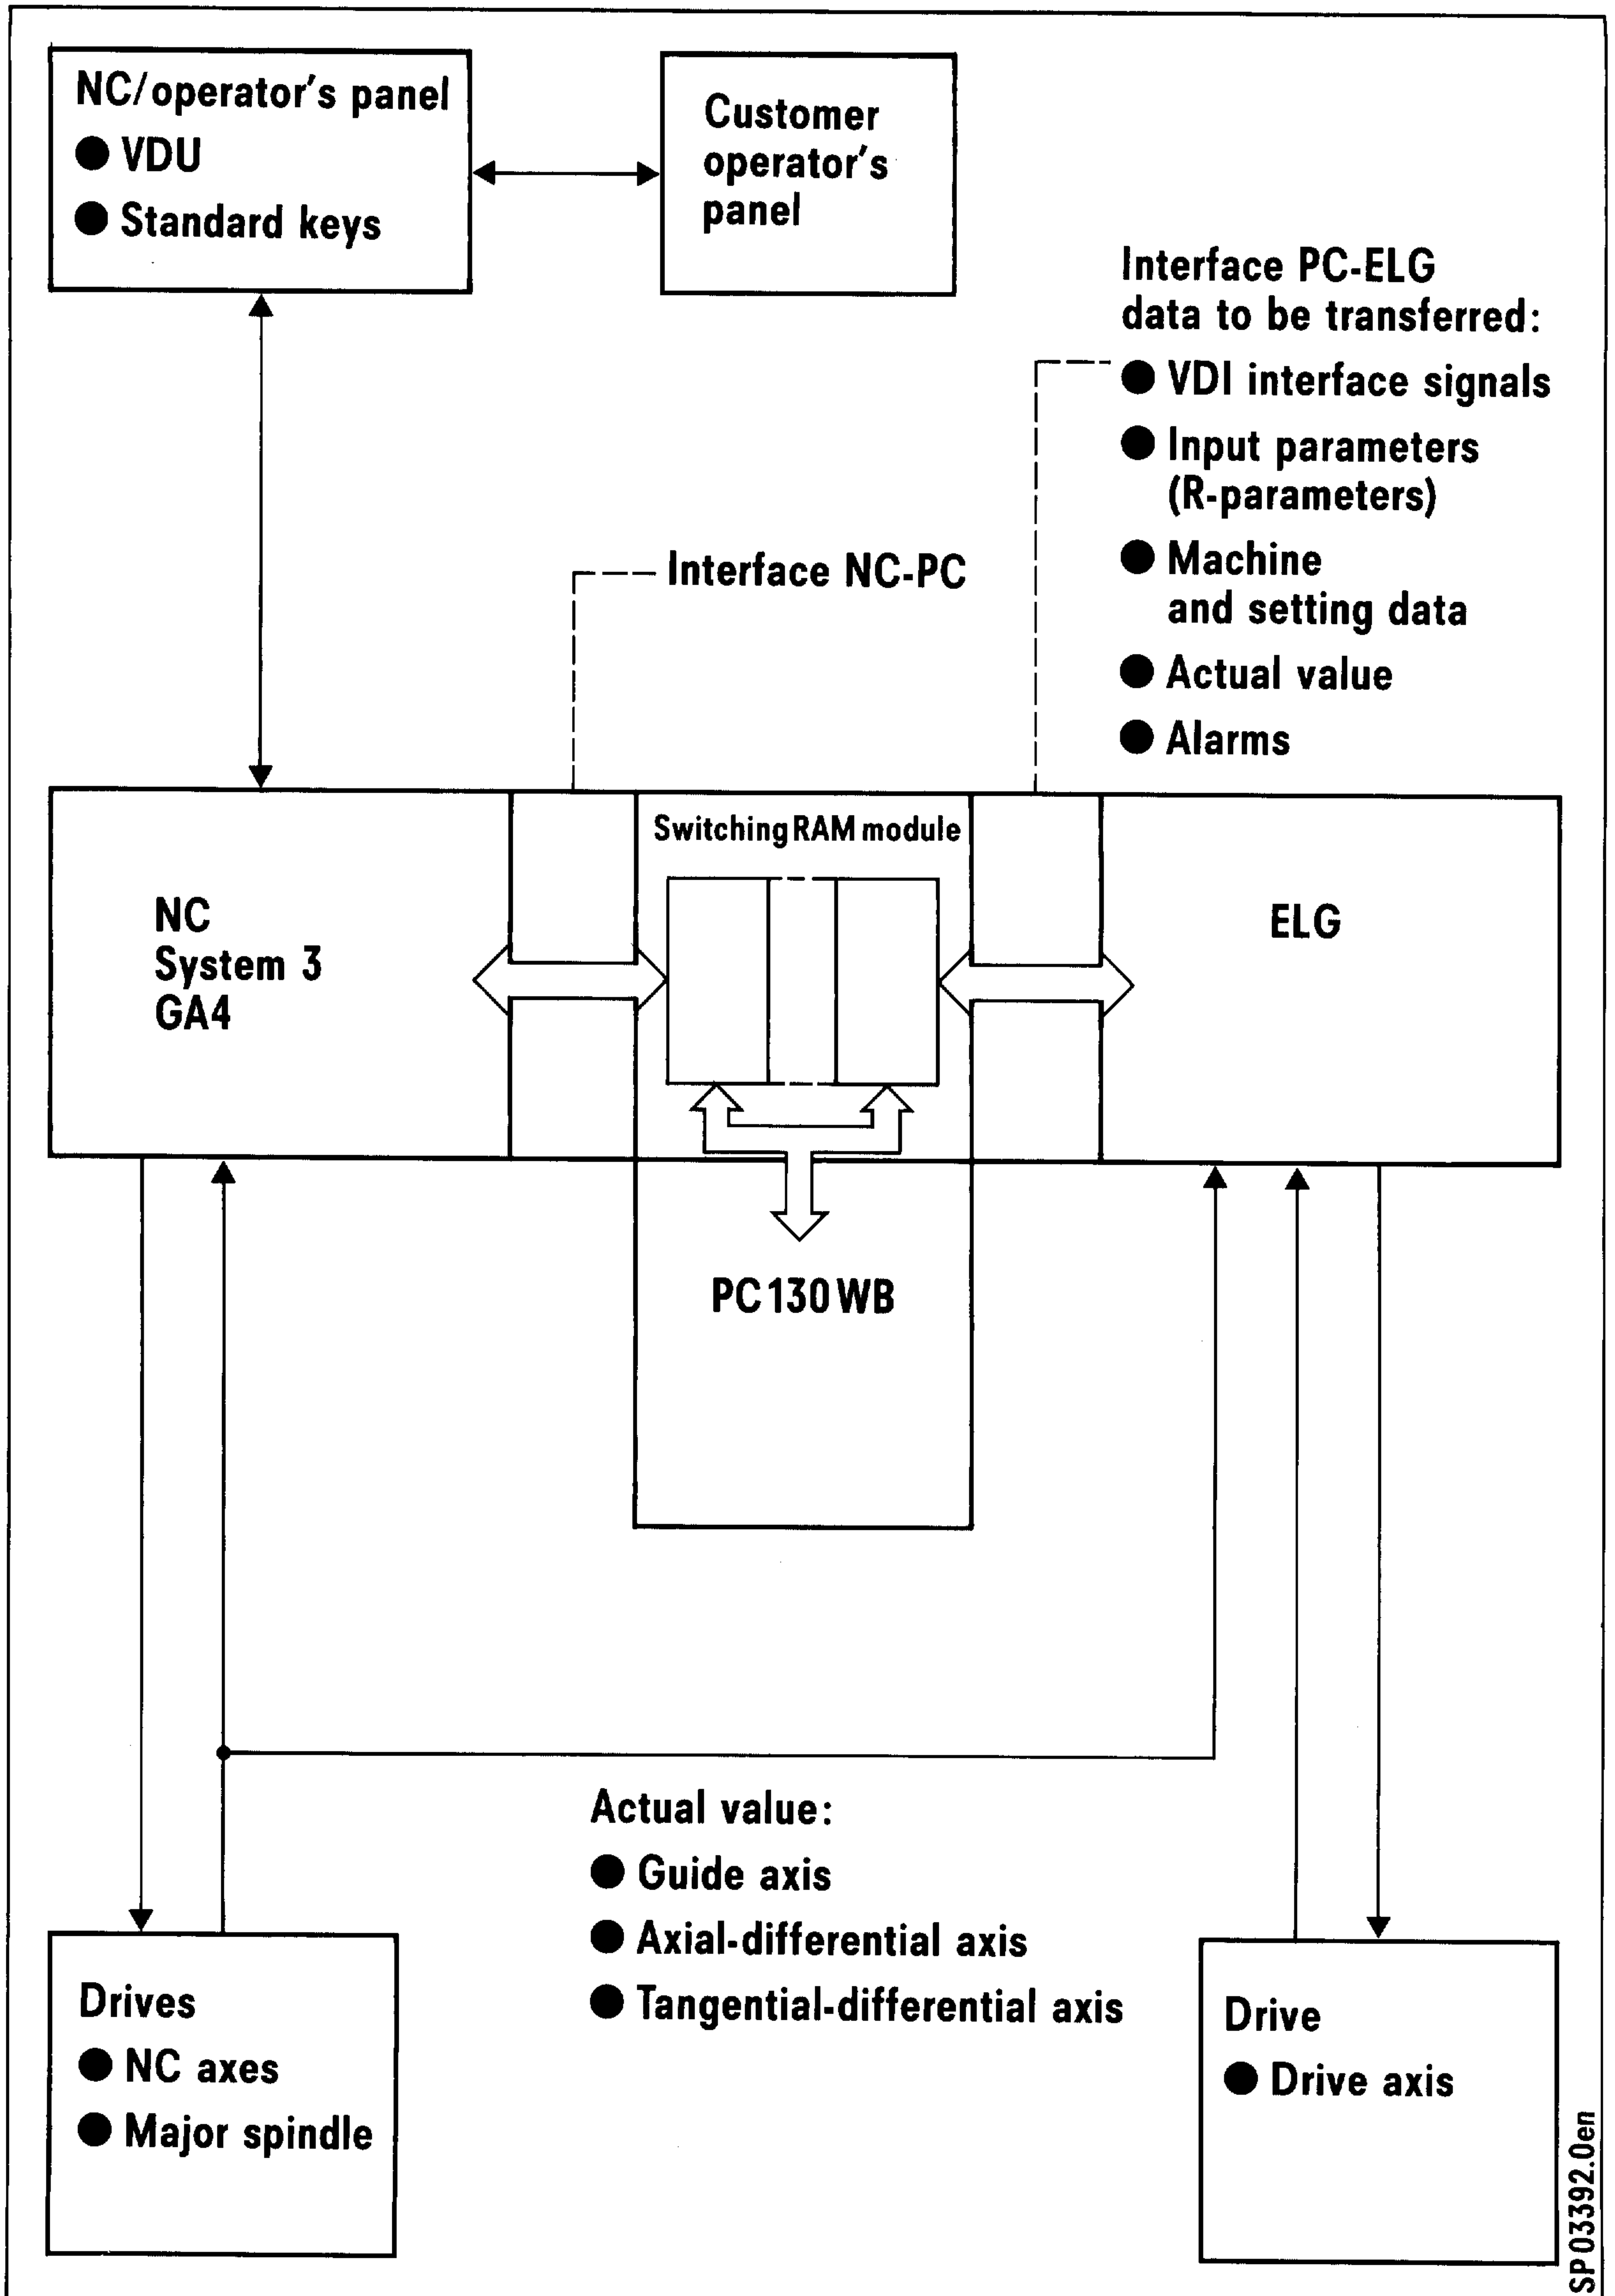 NC/operator's panel
● VDU
● Standard keys
Customer
operator's
panel
Interface PC-ELG
data to be transferred:
● VDI interface signals
● Input parameters
(R-parameters)
● Machine
and setting data
● Actual value
● Alarms
Interface NC-PC
Switching RAM module
NC
System 3
GA4
ELG
PC 130 WB
Actual value:
● Guide axis
● Axial-differential axis
● Tangential-differential axis
Drives
● NC axes
● Major spindle
Drive
● Drive axis
SP 03392.0en